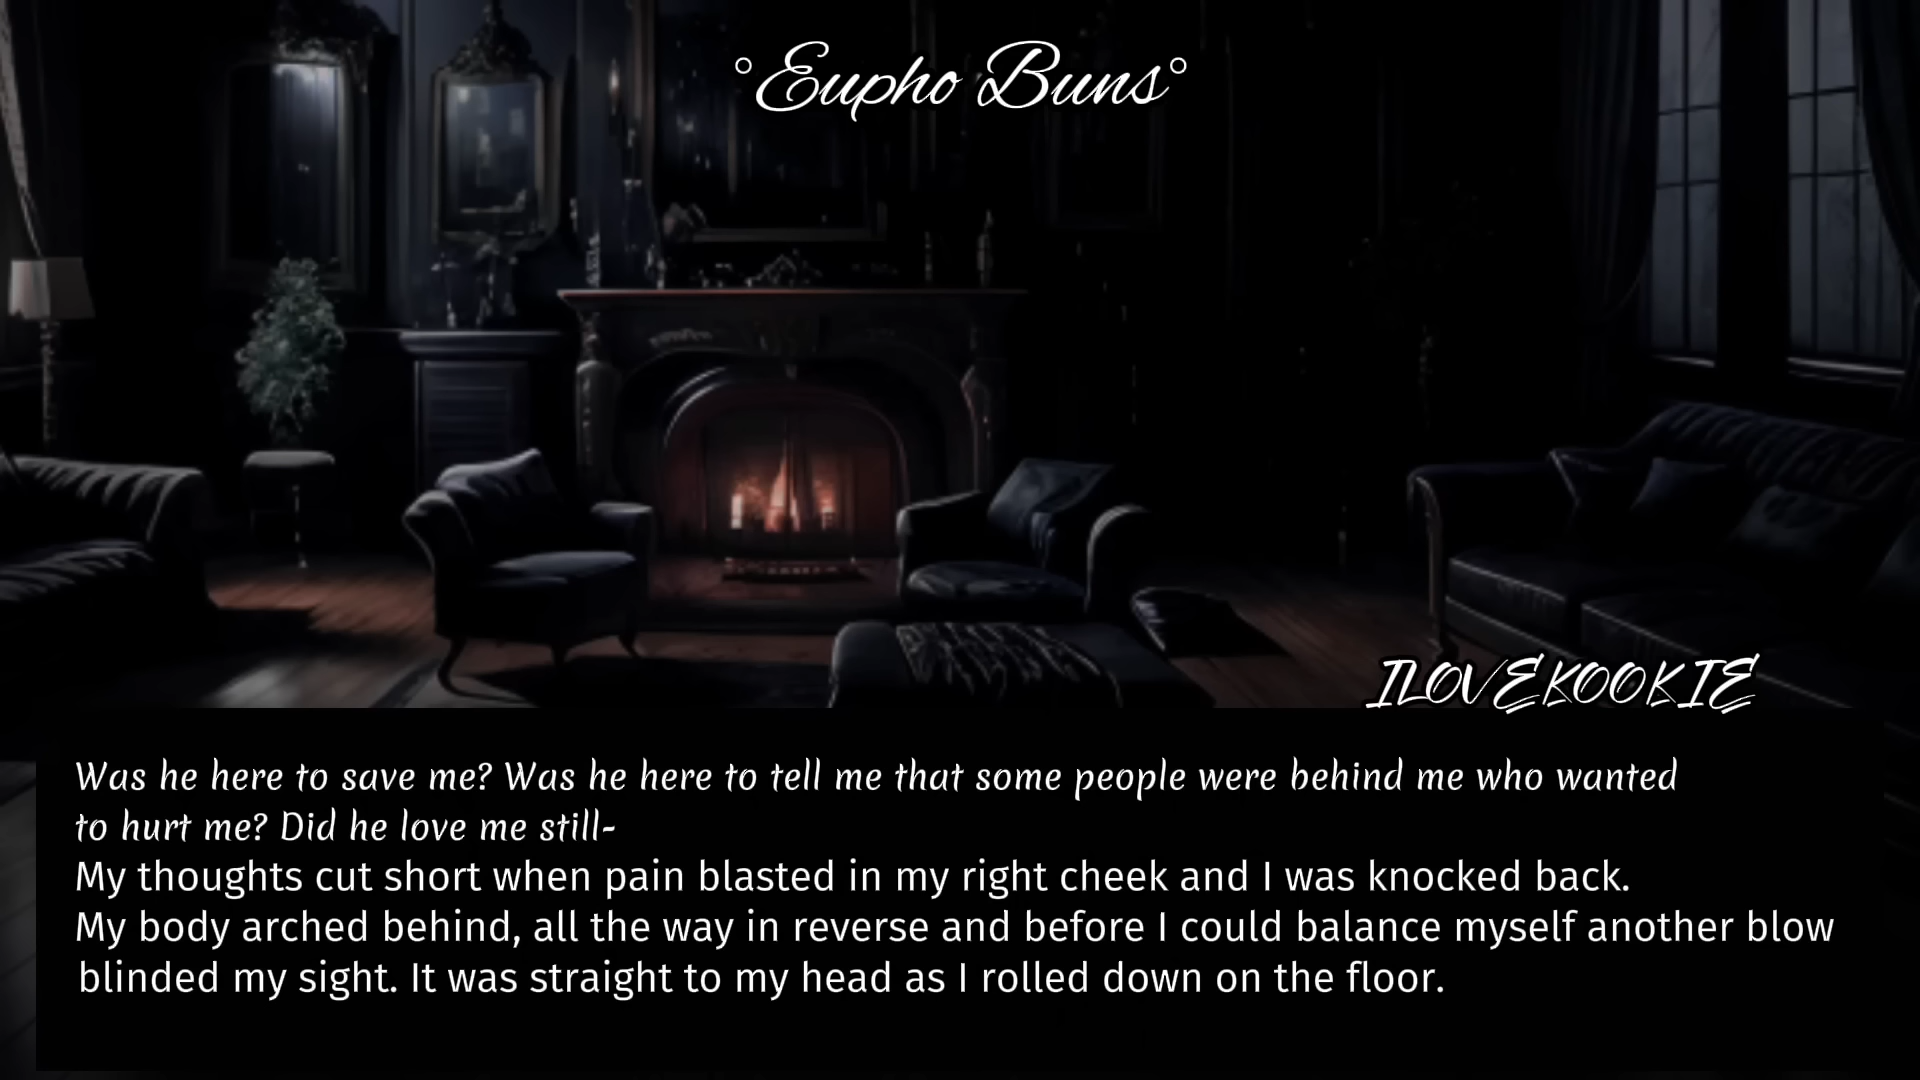 °Eupho Buns°
ILOVEKOOKIE
Was he here to save me? Was he here to tell me that some people were behind me who wanted
to hurt me? Did he love me still-
My thoughts cut short when pain blasted in my right cheek and I was knocked back.
My body arched behind, all the way in reverse and before I could balance myself another blow
blinded my sight. It was straight to my head as I rolled down on the floor.